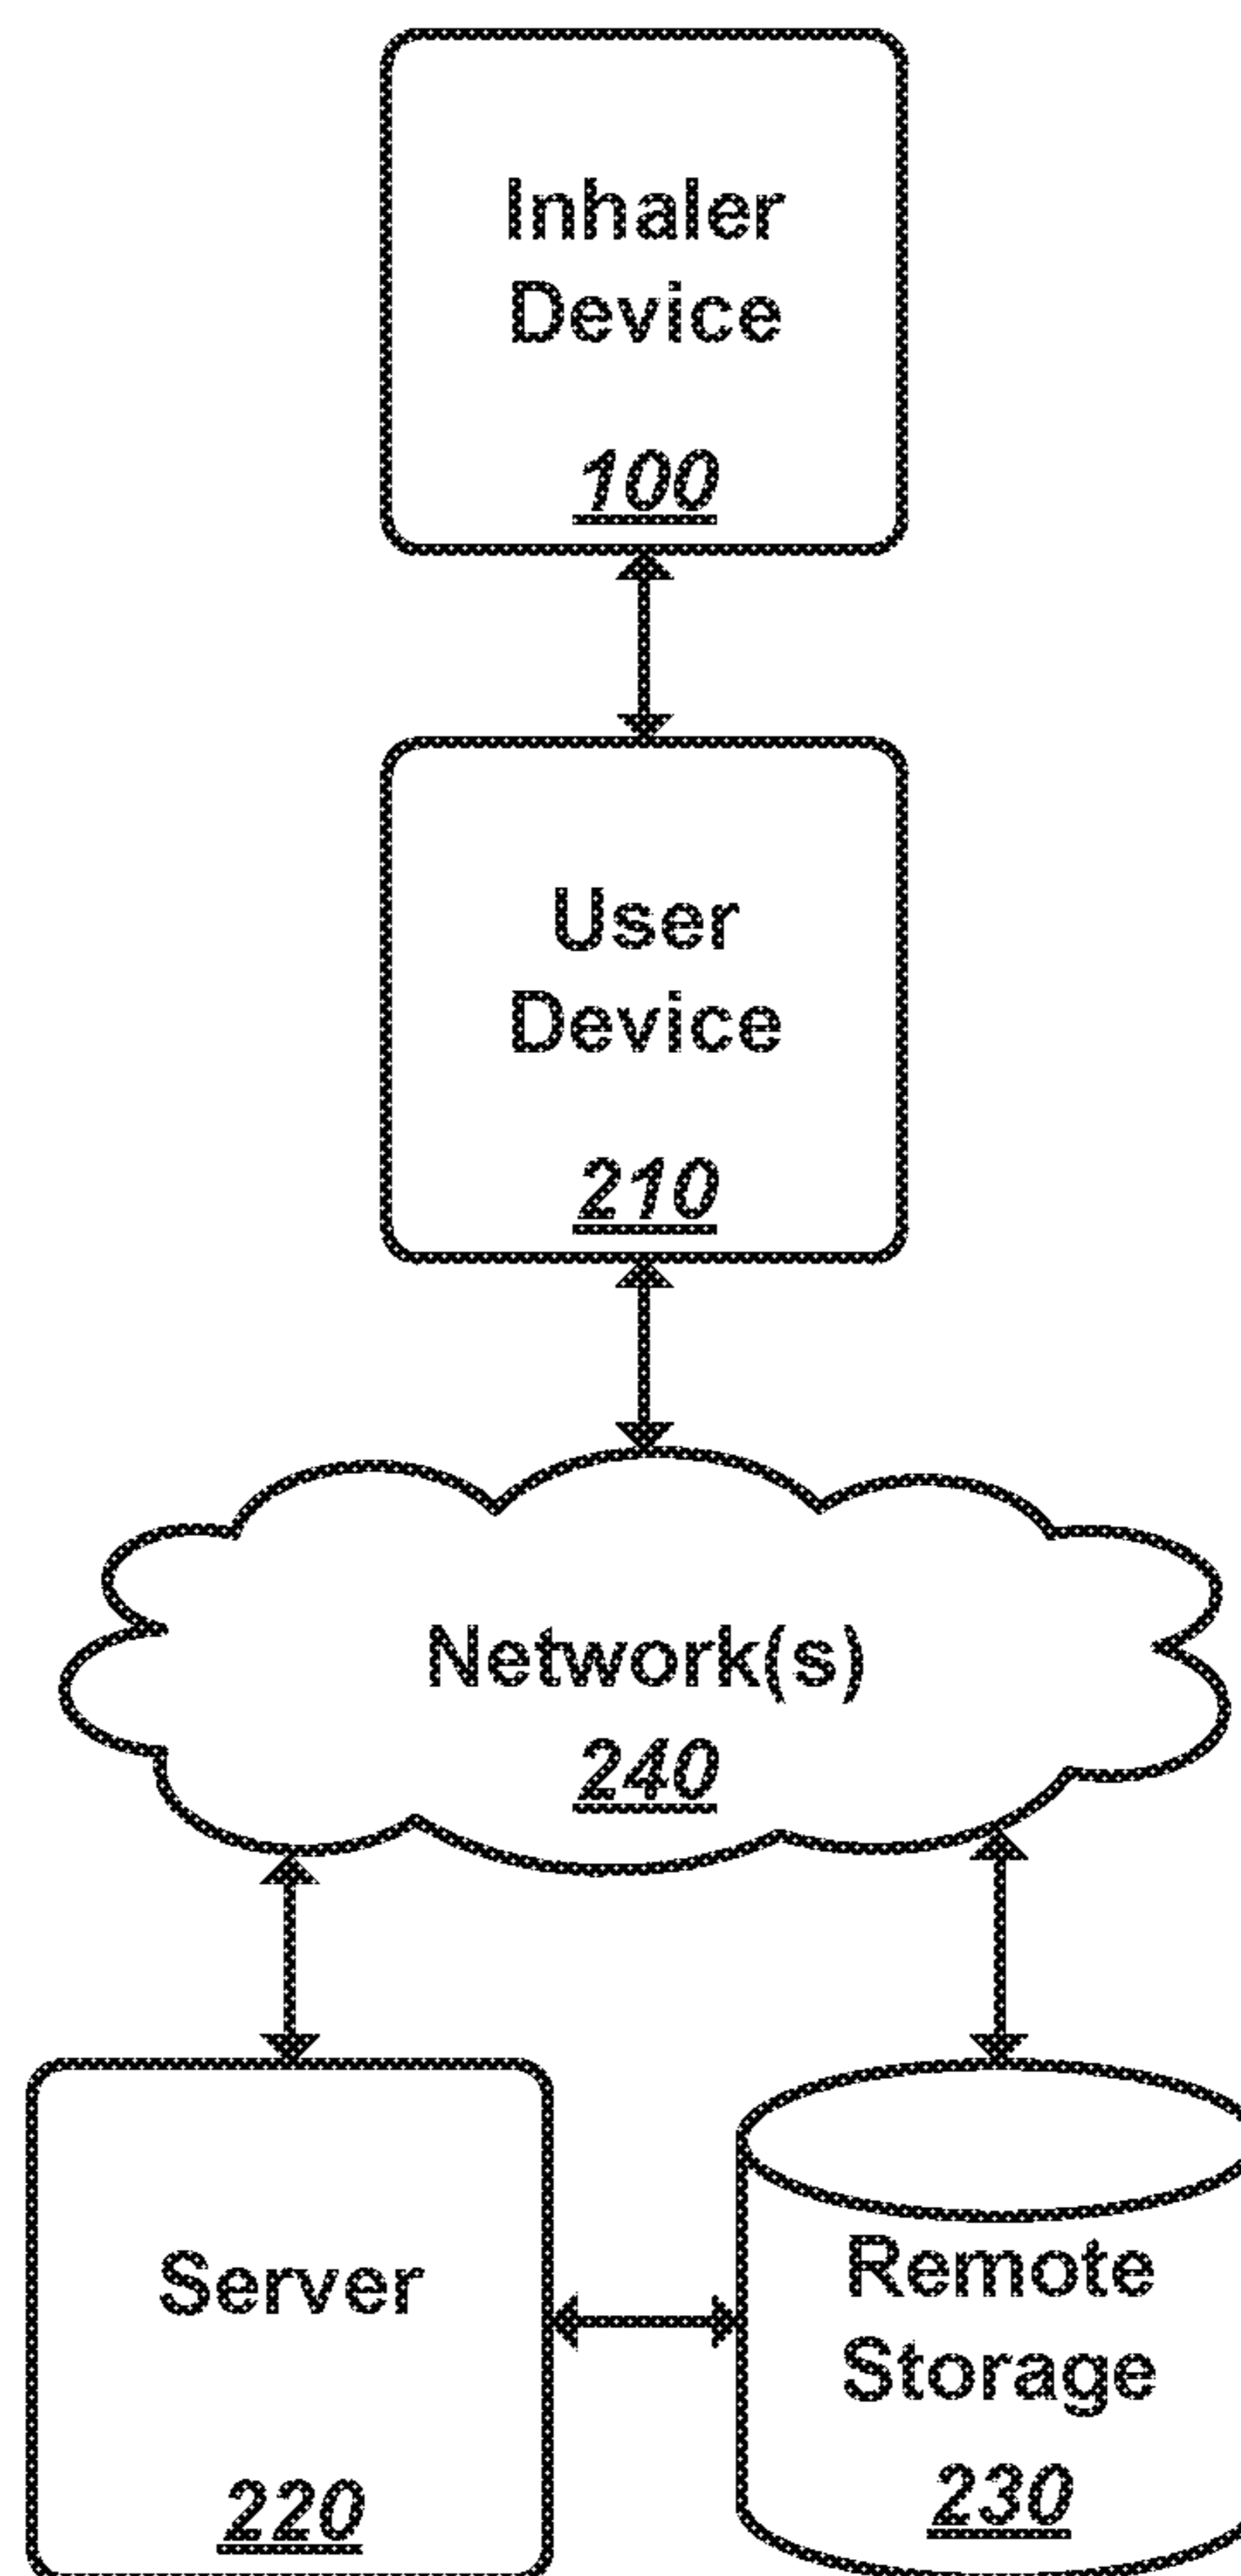 Inhaler
Device
100
User
Device
210
Network(s)
240
Server
220
Remote
Storage
230